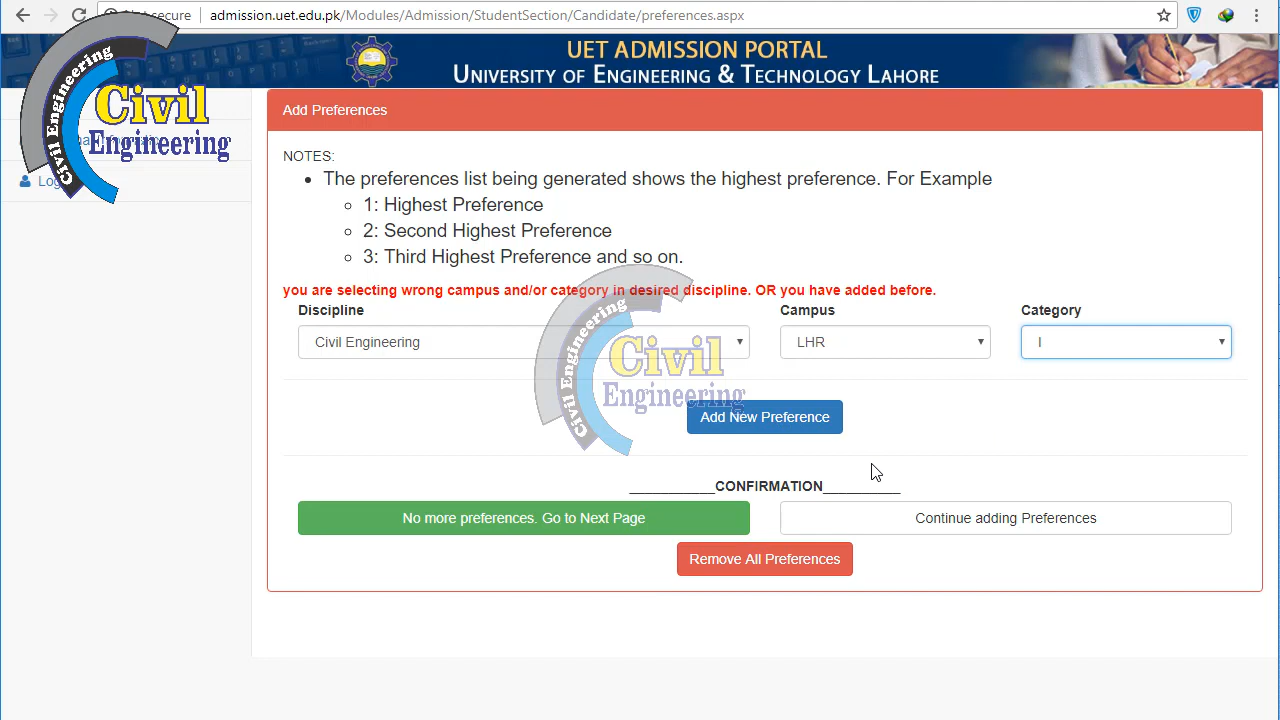 admission.uet.edu.pk/Modules/Admission/StudentSection/Candidate/preferences.aspx
UET ADMISSION PORTAL
UNIVERSITY OF ENGINEERING & TECHNOLOGY LAHORE
Civil Engineering
Civil
Engineering
Add Preferences
NOTES:
• The preferences list being generated shows the highest preference. For Example
1: Highest Preference
2: Second Highest Preference
3: Third Highest Preference and so on.
you are selecting wrong campus and/or category in desired discipline. OR you have added before.
Discipline Campus Category
Civil Engineering LHR I
Civil Engineering
Civil
Engineering
Add New Preference
__________CONFIRMATION_________
No more preferences. Go to Next Page Continue adding Preferences
Remove All Preferences